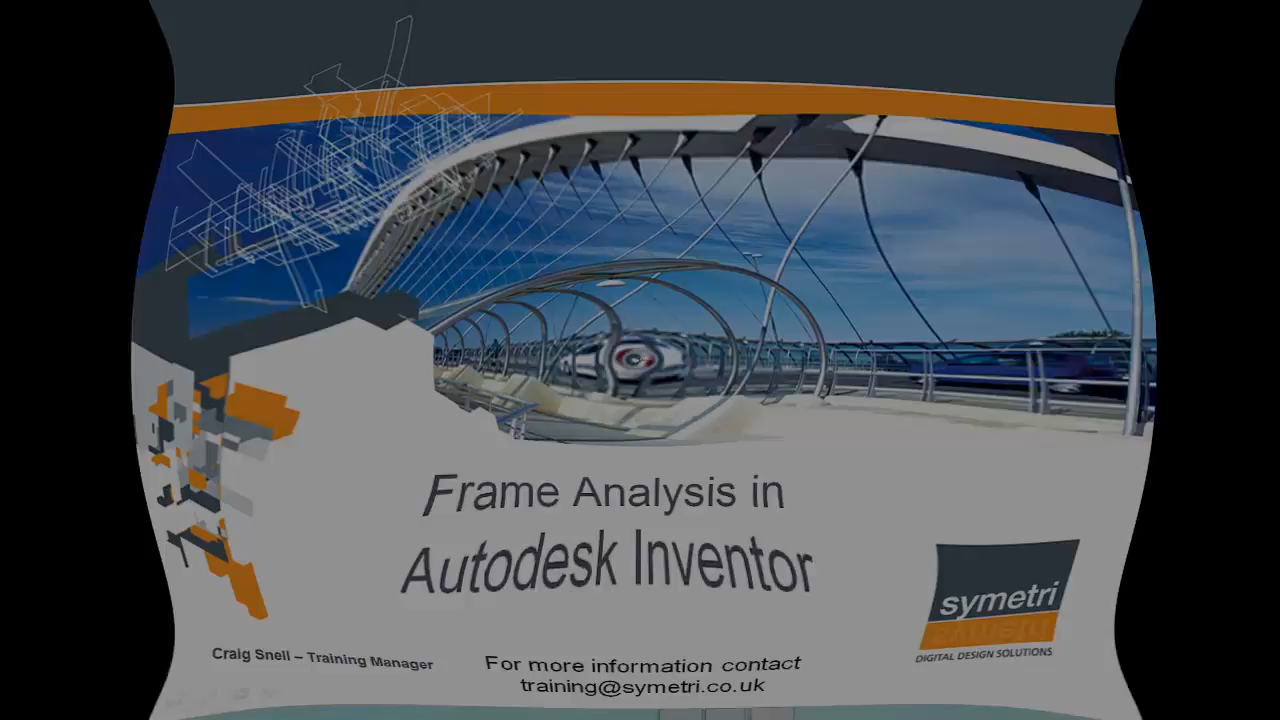 Frame Analysis in
Autodesk Inventor
symetri
DIGITAL DESIGN SOLUTIONS
Craig Snell – Training Manager
For more information contact
training@symetri.co.uk